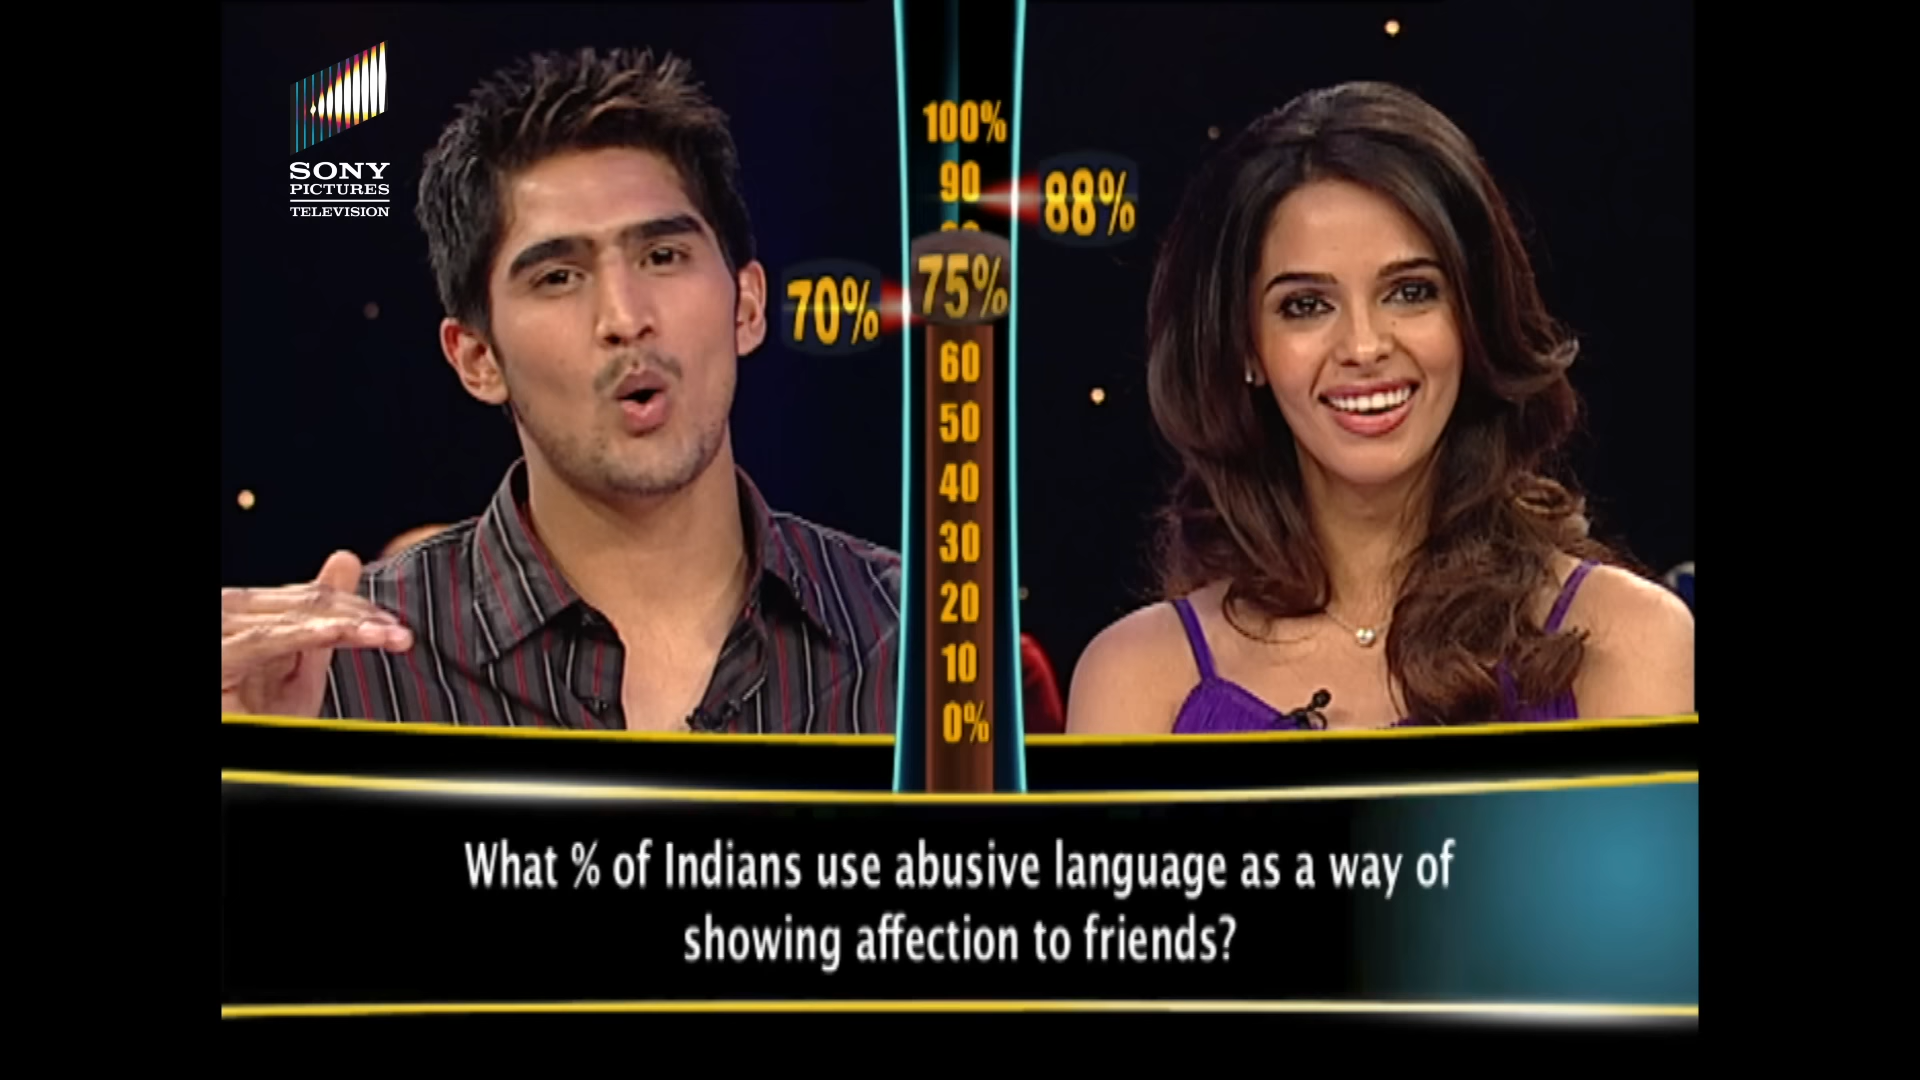 SONY
PICTURES
TELEVISION
100%
90
88%
75%
70%
60
50
40
30
20
10
0%
What % of Indians use abusive language as a way of
showing affection to friends?